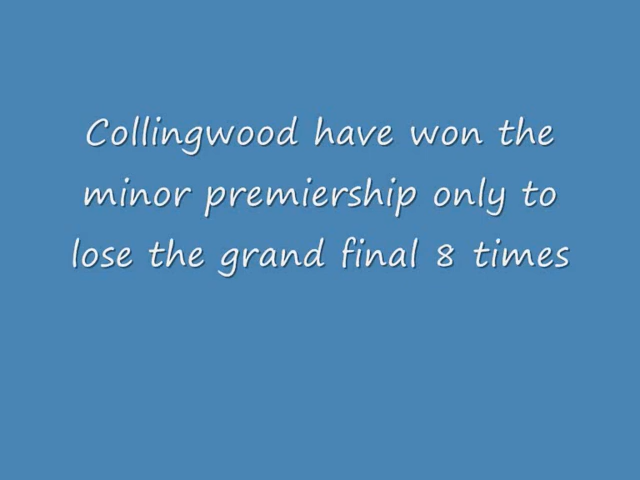 Collingwood have won the
minor premiership only to
lose the grand final 8 times